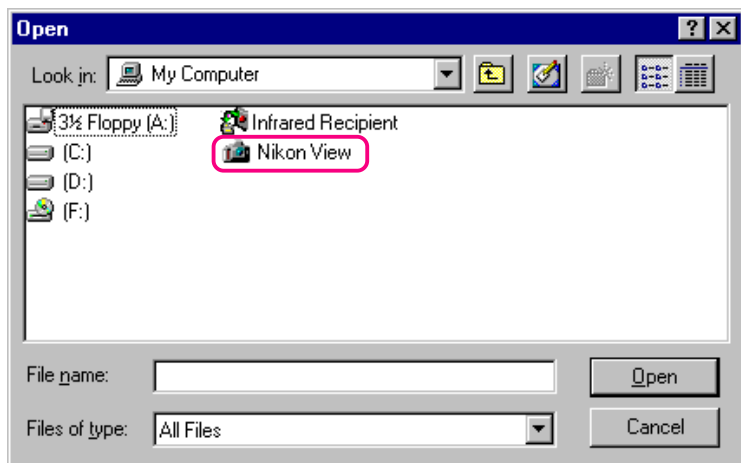 Open
Look in: My Computer
3½ Floppy (A:)
(C:)
(D:)
(F:)
Infrared Recipient
Nikon View
File name:
Open
Files of type: All Files
Cancel